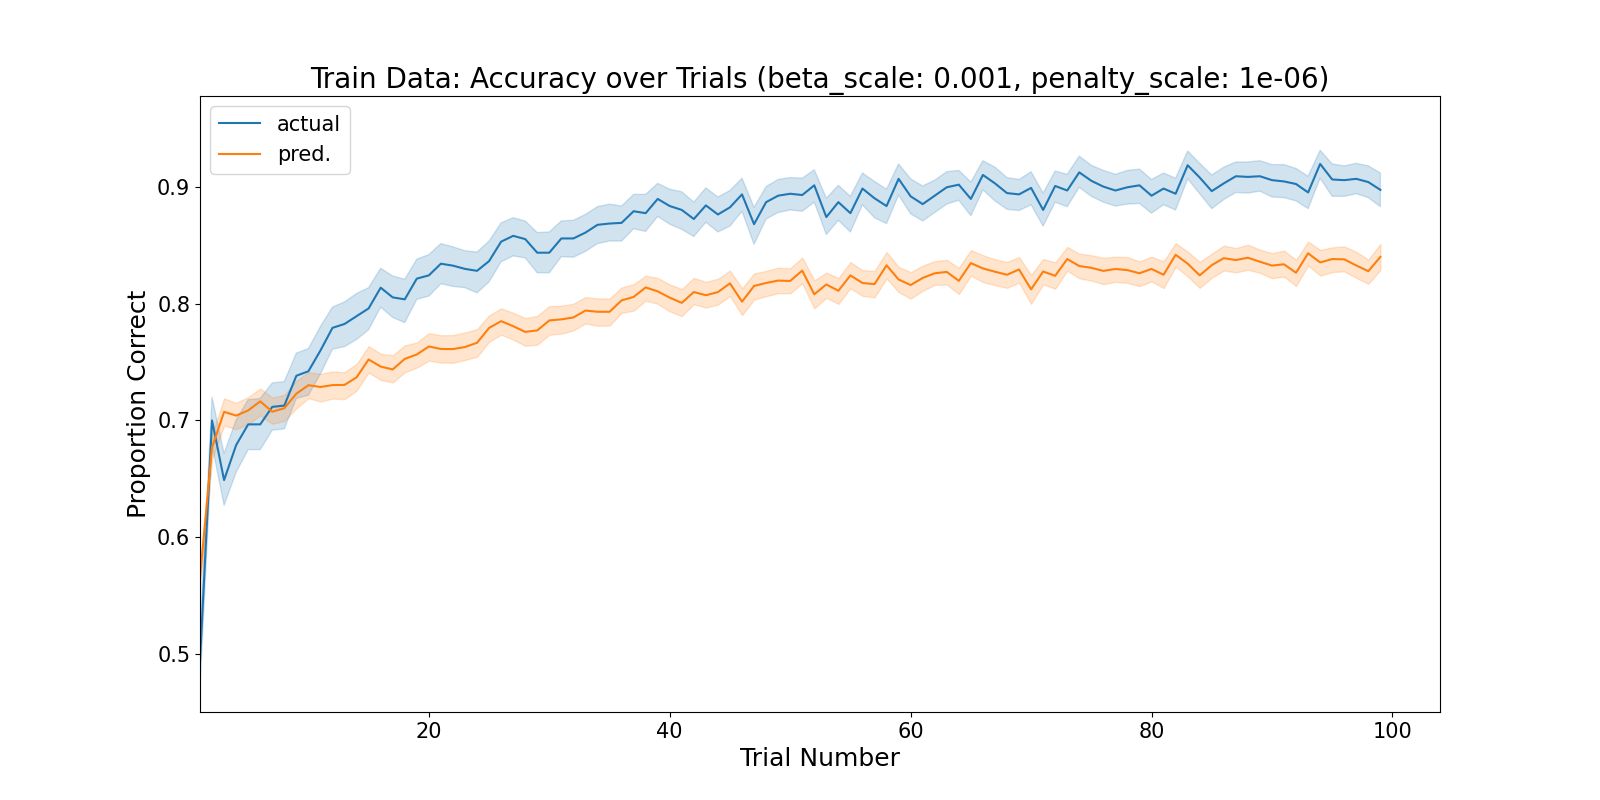 Train Data: Accuracy over Trials (beta_scale: 0.001, penalty_scale: 1e-06)
actual
pred.
Proportion Correct
0.9
0.8
0.7
0.6
0.5
20 40 60 80 100
Trial Number